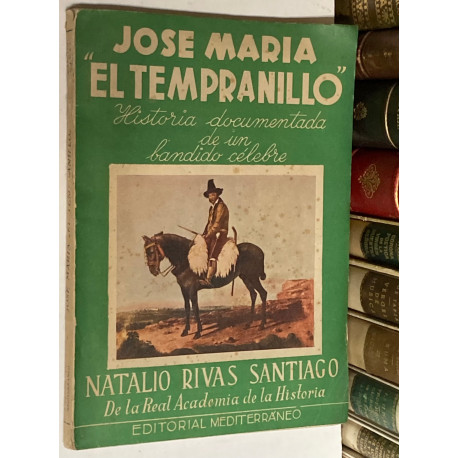 JOSE MARIA
"EL TEMPRANILLO"
Historia documentada
de un
bandido célebre
NATALIO RIVAS SANTIAGO
De la Real Academia de la Historia
EDITORIAL MEDITERRÁNEO